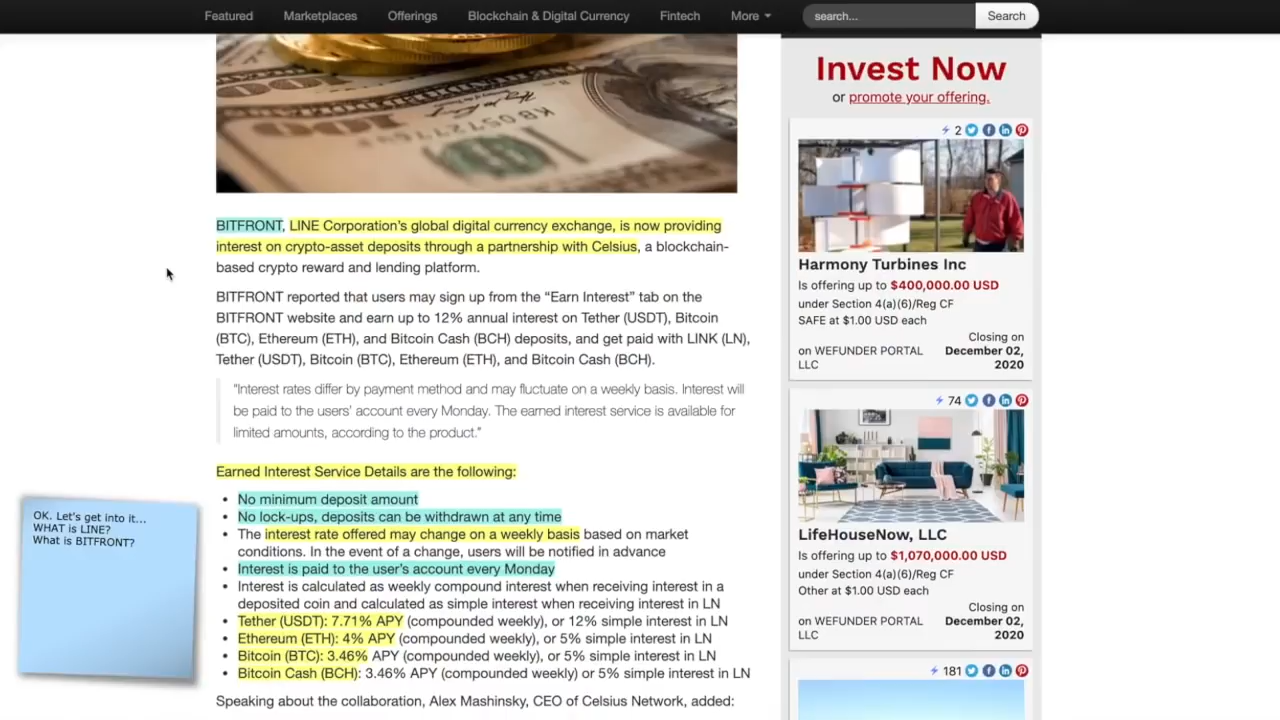 Featured Marketplaces Offerings Blockchain & Digital Currency Fintech More search... Search
100
KB05727679
BITFRONT, LINE Corporation's global digital currency exchange, is now providing
interest on crypto-asset deposits through a partnership with Celsius, a blockchain-
based crypto reward and lending platform.
BITFRONT reported that users may sign up from the “Earn Interest” tab on the
BITFRONT website and earn up to 12% annual interest on Tether (USDT), Bitcoin
(BTC), Ethereum (ETH), and Bitcoin Cash (BCH) deposits, and get paid with LINK (LN),
Tether (USDT), Bitcoin (BTC), Ethereum (ETH), and Bitcoin Cash (BCH).
“Interest rates differ by payment method and may fluctuate on a weekly basis. Interest will
be paid to the users’ account every Monday. The earned interest service is available for
limited amounts, according to the product.”
Earned Interest Service Details are the following:
• No minimum deposit amount
• No lock-ups, deposits can be withdrawn at any time
• The interest rate offered may change on a weekly basis based on market
conditions. In the event of a change, users will be notified in advance
• Interest is paid to the user's account every Monday
• Interest is calculated as weekly compound interest when receiving interest in a
deposited coin and calculated as simple interest when receiving interest in LN
• Tether (USDT): 7.71% APY (compounded weekly), or 12% simple interest in LN
• Ethereum (ETH): 4% APY (compounded weekly), or 5% simple interest in LN
• Bitcoin (BTC): 3.46% APY (compounded weekly), or 5% simple interest in LN
• Bitcoin Cash (BCH): 3.46% APY (compounded weekly) or 5% simple interest in LN
Speaking about the collaboration, Alex Mashinsky, CEO of Celsius Network, added:
OK. Let's get into it...
WHAT is LINE?
What is BITFRONT?
Invest Now
or promote your offering.
2
Harmony Turbines Inc
Is offering up to $400,000.00 USD
under Section 4(a)(6)/Reg CF
SAFE at $1.00 USD each
on WEFUNDER PORTAL
LLC
Closing on
December 02,
2020
74
LifeHouseNow, LLC
Is offering up to $1,070,000.00 USD
under Section 4(a)(6)/Reg CF
Other at $1.00 USD each
on WEFUNDER PORTAL
LLC
Closing on
December 02,
2020
181